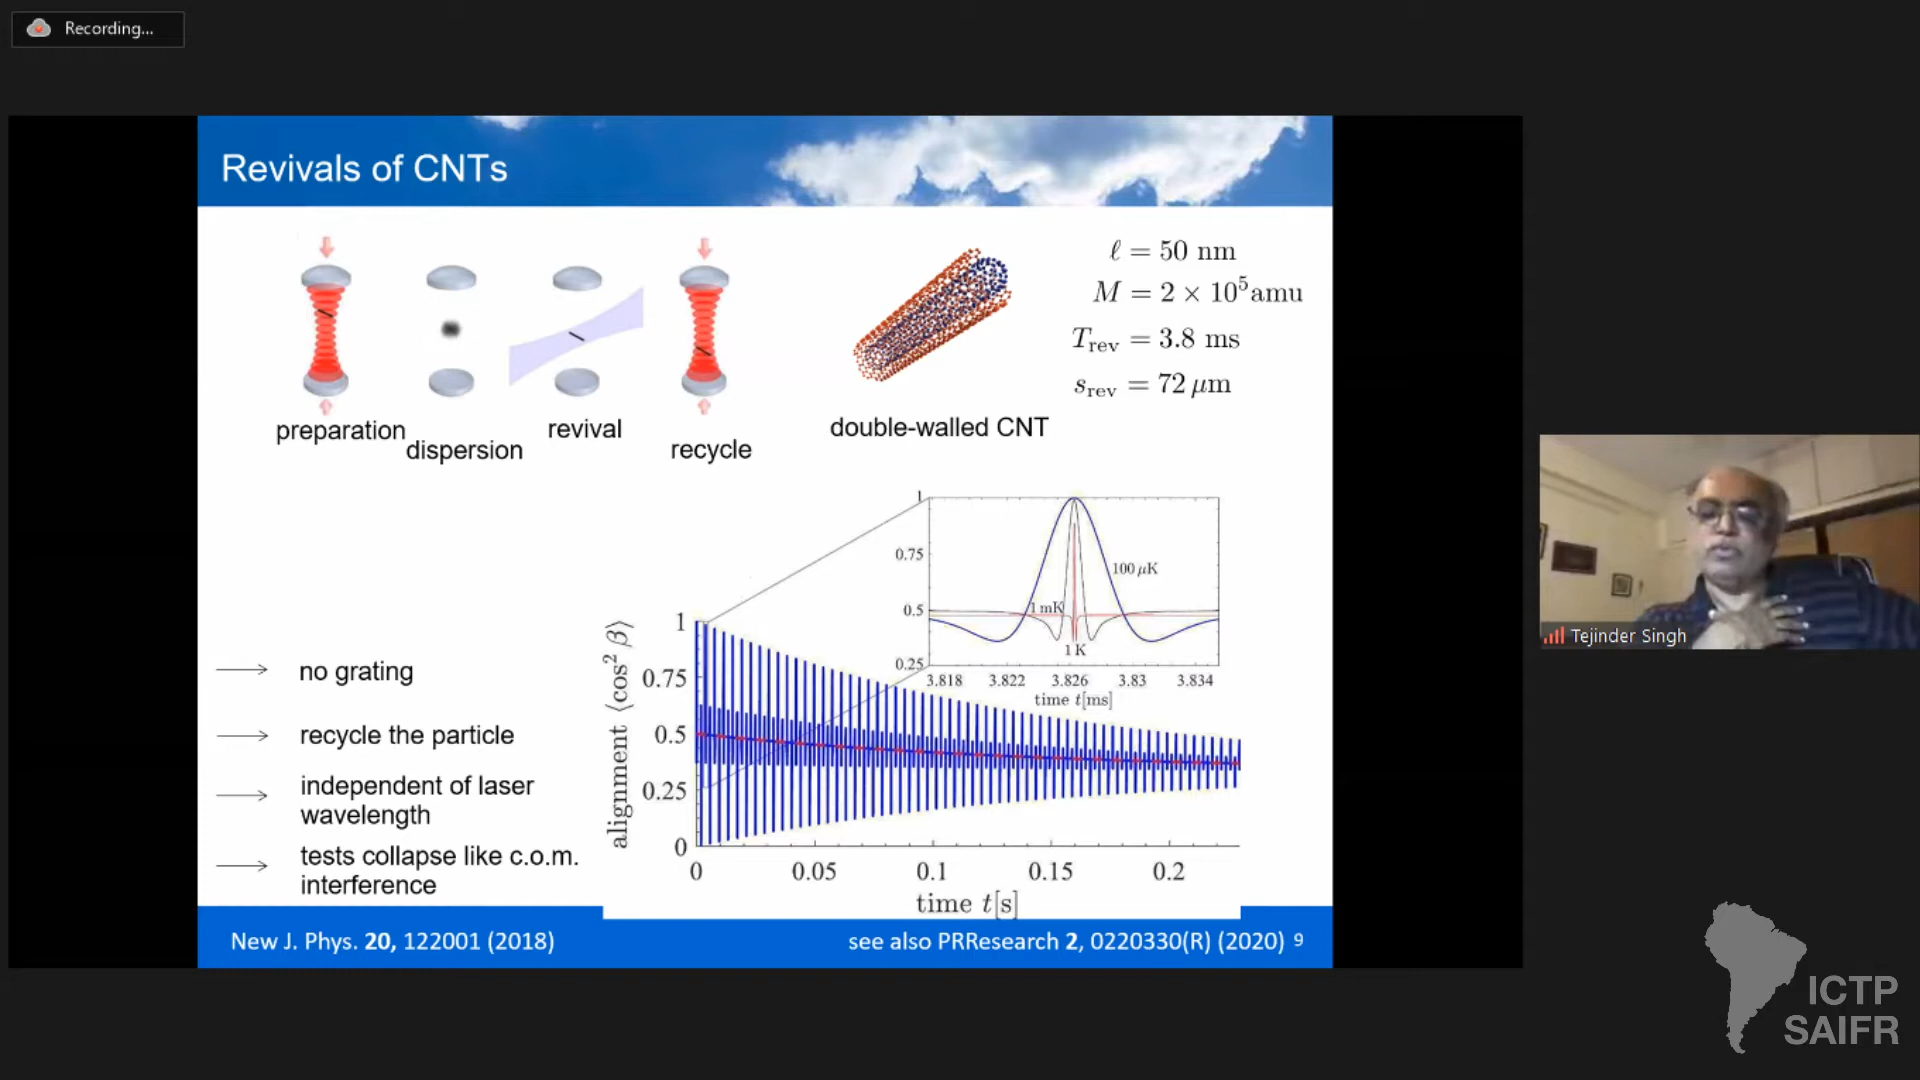 Recording...
Revivals of CNTs
ℓ = 50 nm
M = 2 × 10⁵amu
T_rev = 3.8 ms
s_rev = 72 μm
preparation
dispersion
revival
recycle
double-walled CNT
1
0.75
0.5
0.25
100 μK
1 mK
1 K
3.818 3.822 3.826 3.83 3.834
time t[ms]
no grating
recycle the particle
independent of laser
wavelength
tests collapse like c.o.m.
interference
alignment ⟨cos² β⟩
1
0.75
0.5
0.25
0
0 0.05 0.1 0.15 0.2
time t[s]
New J. Phys. 20, 122001 (2018)
see also PRResearch 2, 0220330(R) (2020) 9
Tejinder Singh
ICTP
SAIFR